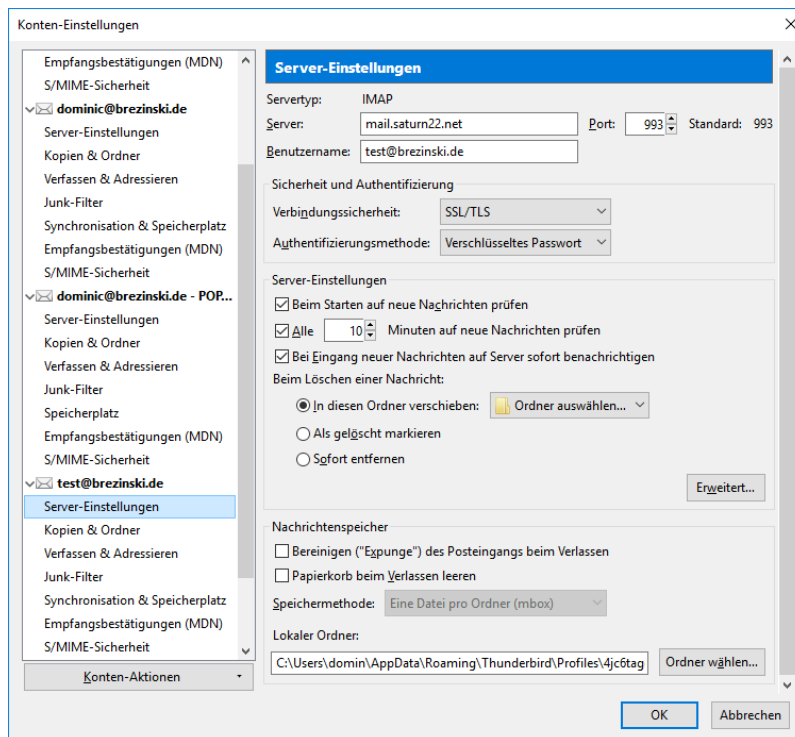 Konten-Einstellungen
Empfangsbestätigungen (MDN)
S/MIME-Sicherheit
dominic@brezinski.de
Server-Einstellungen
Kopien & Ordner
Verfassen & Adressieren
Junk-Filter
Synchronisation & Speicherplatz
Empfangsbestätigungen (MDN)
S/MIME-Sicherheit
dominic@brezinski.de - POP...
Server-Einstellungen
Kopien & Ordner
Verfassen & Adressieren
Junk-Filter
Speicherplatz
Empfangsbestätigungen (MDN)
S/MIME-Sicherheit
test@brezinski.de
Server-Einstellungen
Kopien & Ordner
Verfassen & Adressieren
Junk-Filter
Synchronisation & Speicherplatz
Empfangsbestätigungen (MDN)
S/MIME-Sicherheit
Konten-Aktionen
Server-Einstellungen
Servertyp: IMAP
Server: mail.saturn22.net Port: 993 Standard: 993
Benutzername: test@brezinski.de
Sicherheit und Authentifizierung
Verbindungssicherheit: SSL/TLS
Authentifizierungsmethode: Verschlüsseltes Passwort
Server-Einstellungen
Beim Starten auf neue Nachrichten prüfen
Alle 10 Minuten auf neue Nachrichten prüfen
Bei Eingang neuer Nachrichten auf Server sofort benachrichtigen
Beim Löschen einer Nachricht:
In diesen Ordner verschieben: Ordner auswählen...
Als gelöscht markieren
Sofort entfernen
Erweitert...
Nachrichtenspeicher
Bereinigen ("Expunge") des Posteingangs beim Verlassen
Papierkorb beim Verlassen leeren
Speichermethode: Eine Datei pro Ordner (mbox)
Lokaler Ordner:
C:\Users\domin\AppData\Roaming\Thunderbird\Profiles\4jc6tag Ordner wählen...
OK Abbrechen